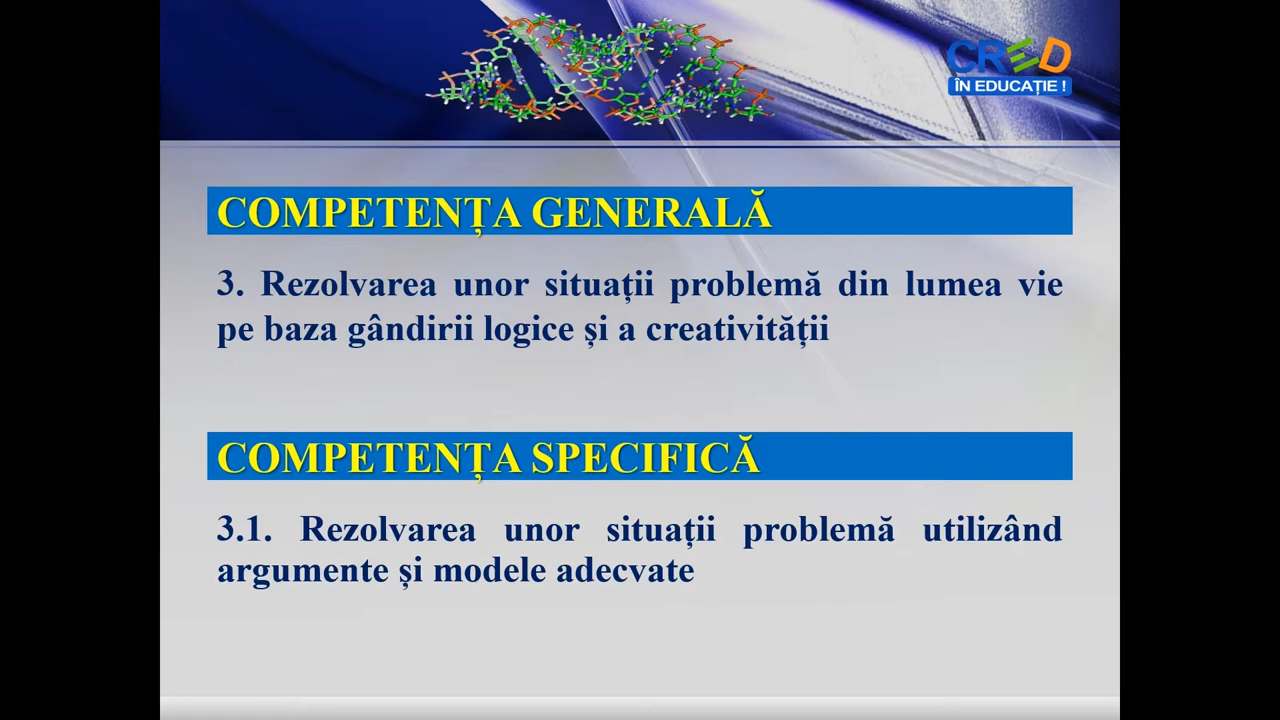 CRED
ÎN EDUCAȚIE !
COMPETENȚA GENERALĂ
3. Rezolvarea unor situații problemă din lumea vie
pe baza gândirii logice și a creativității
COMPETENȚA SPECIFICĂ
3.1. Rezolvarea unor situații problemă utilizând
argumente și modele adecvate